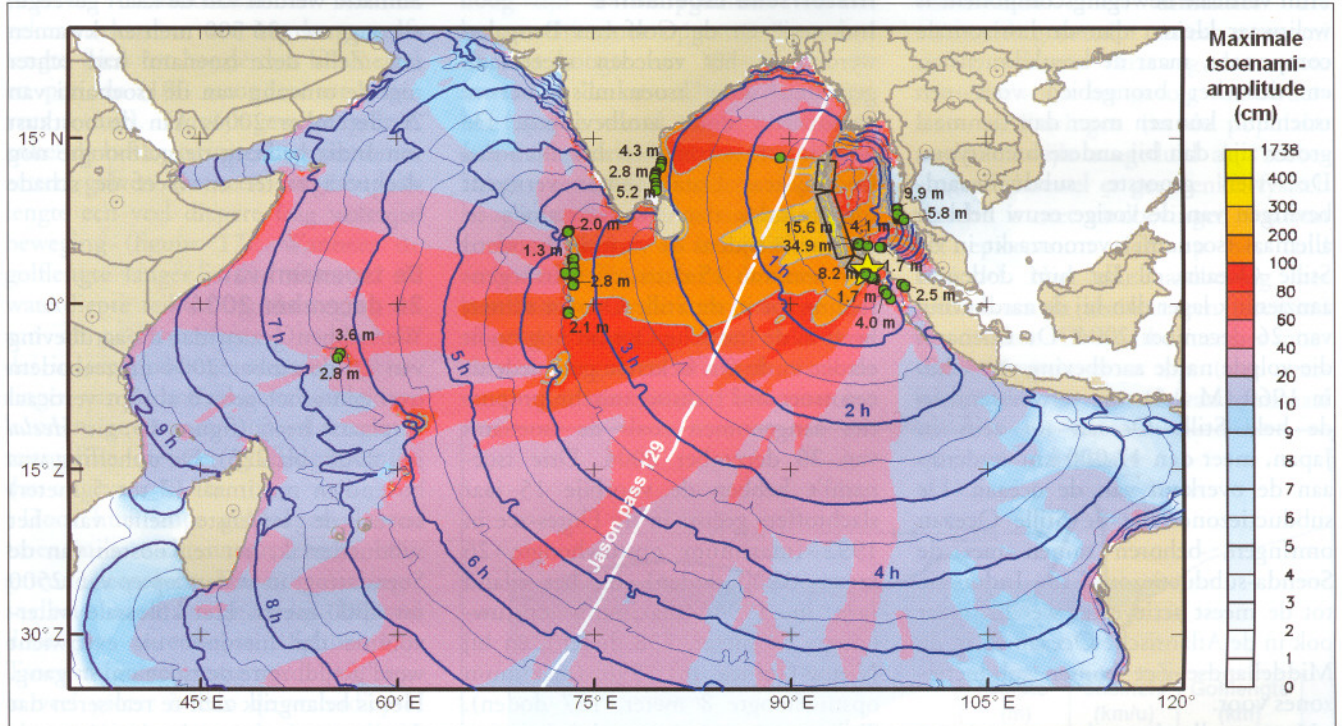 Maximale
tsoenami-
amplitude
(cm)
1738
400
300
200
100
80
60
40
20
10
9
8
7
6
5
4
3
2
1
0
15° N
0°
15° Z
30° Z
45° E
60° E
75° E
90° E
105° E
120° E
4.3 m
2.8 m
5.2 m
2.0 m
1.3 m
2.8 m
2.1 m
3.6 m
2.8 m
9.9 m
5.8 m
15.6 m
4.1 m
34.9 m
1.7 m
8.2 m
1.7 m
2.5 m
4.0 m
1 h
2 h
3 h
4 h
5 h
6 h
7 h
8 h
9 h
Jason pass 129